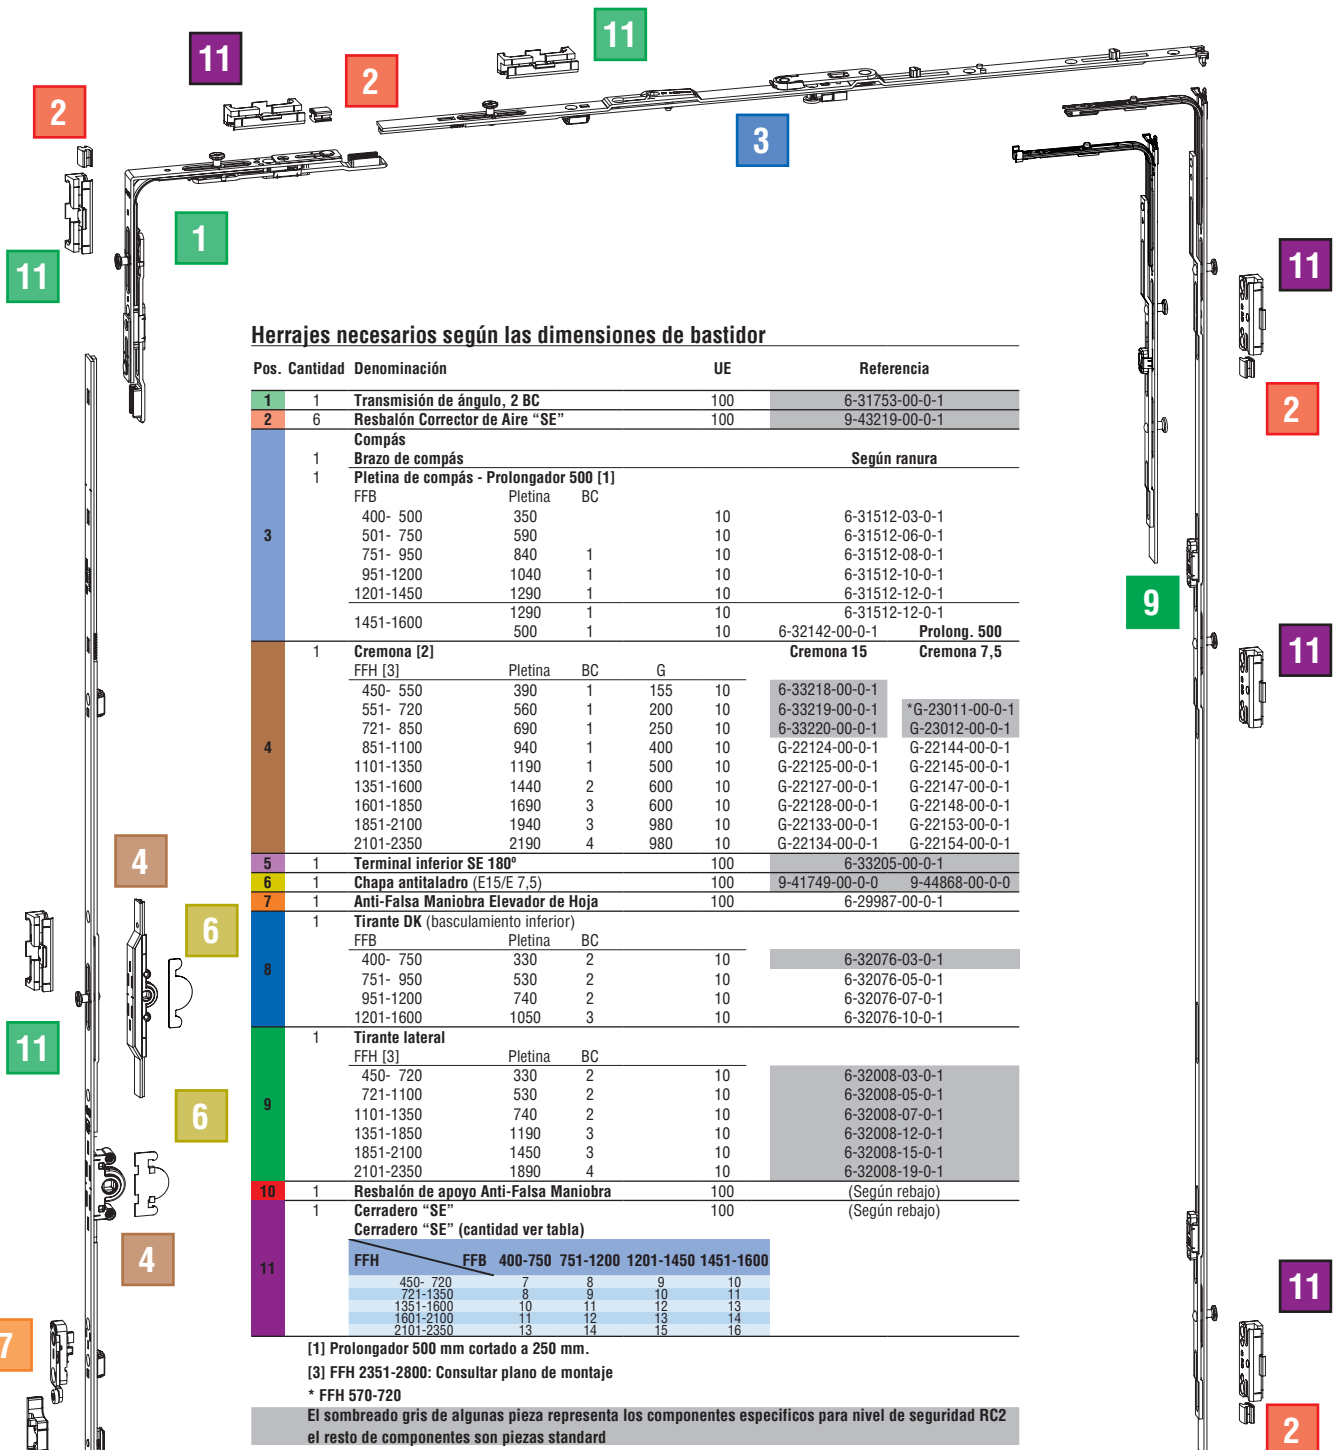 11
11
2
2
3
1
11
11
Herrajes necesarios según las dimensiones de bastidor
Pos. Cantidad Denominación UE Referencia
1 1 Transmisión de ángulo, 2 BC 100 6-31753-00-0-1
2 6 Resbalón Corrector de Aire “SE” 100 9-43219-00-0-1
2
3
Compás
1 Brazo de compás Según ranura
1 Pletina de compás - Prolongador 500 [1]
FFB Pletina BC
400- 500 350 10 6-31512-03-0-1
501- 750 590 10 6-31512-06-0-1
751- 950 840 1 10 6-31512-08-0-1
951-1200 1040 1 10 6-31512-10-0-1
1201-1450 1290 1 10 6-31512-12-0-1
1451-1600 1290 1 10 6-31512-12-0-1
500 1 10 6-32142-00-0-1 Prolong. 500
9
11
4
1 Cremona [2] Cremona 15 Cremona 7,5
FFH [3] Pletina BC G
450- 550 390 1 155 10 6-33218-00-0-1
551- 720 560 1 200 10 6-33219-00-0-1 *G-23011-00-0-1
721- 850 690 1 250 10 6-33220-00-0-1 G-23012-00-0-1
851-1100 940 1 400 10 G-22124-00-0-1 G-22144-00-0-1
1101-1350 1190 1 500 10 G-22125-00-0-1 G-22145-00-0-1
1351-1600 1440 2 600 10 G-22127-00-0-1 G-22147-00-0-1
1601-1850 1690 3 600 10 G-22128-00-0-1 G-22148-00-0-1
1851-2100 1940 3 980 10 G-22133-00-0-1 G-22153-00-0-1
2101-2350 2190 4 980 10 G-22134-00-0-1 G-22154-00-0-1
4
5 1 Terminal inferior SE 180º 100 6-33205-00-0-1
6 1 Chapa antitaladro (E15/E 7,5) 100 9-41749-00-0-0 9-44868-00-0-0
7 1 Anti-Falsa Maniobra Elevador de Hoja 100 6-29987-00-0-1
6
8
1 Tirante DK (basculamiento inferior)
FFB Pletina BC
400- 750 330 2 10 6-32076-03-0-1
751- 950 530 2 10 6-32076-05-0-1
951-1200 740 2 10 6-32076-07-0-1
1201-1600 1050 3 10 6-32076-10-0-1
11
6
9
1 Tirante lateral
FFH [3] Pletina BC
450- 720 330 2 10 6-32008-03-0-1
721-1100 530 2 10 6-32008-05-0-1
1101-1350 740 2 10 6-32008-07-0-1
1351-1850 1190 3 10 6-32008-12-0-1
1851-2100 1450 3 10 6-32008-15-0-1
2101-2350 1890 4 10 6-32008-19-0-1
10 1 Resbalón de apoyo Anti-Falsa Maniobra 100 (Según rebajo)
4
11
1 Cerradero “SE” 100 (Según rebajo)
Cerradero “SE” (cantidad ver tabla)
FFH FFB 400-750 751-1200 1201-1450 1451-1600
450- 720 7 8 9 10
721-1350 8 9 10 11
1351-1600 10 11 12 13
1601-2100 11 12 13 14
2101-2350 13 14 15 16
11
7
[1] Prolongador 500 mm cortado a 250 mm.
[3] FFH 2351-2800: Consultar plano de montaje
* FFH 570-720
El sombreado gris de algunas pieza representa los componentes especificos para nivel de seguridad RC2
el resto de componentes son piezas standard
2